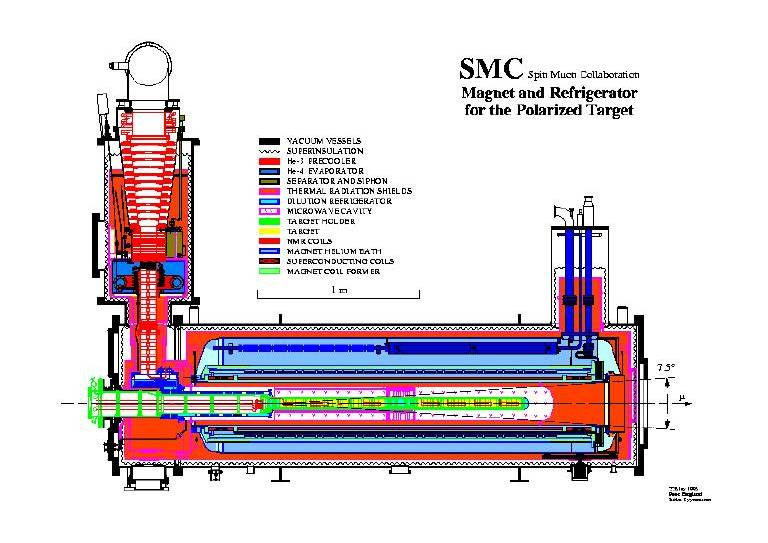 SMC Spin Muon Collaboration
Magnet and Refrigerator
for the Polarized Target
VACUUM VESSELS
SUPERINSULATION
He-3 PRECOOLER
He-4 EVAPORATOR
SEPARATOR AND SIPHON
THERMAL RADIATION SHIELDS
DILUTION REFRIGERATOR
MICROWAVE CAVITY
TARGET HOLDER
TARGET
NMR COILS
MAGNET HELIUM BATH
SUPERCONDUCTING COILS
MAGNET COIL FORMER
1 m
7.5°
μ